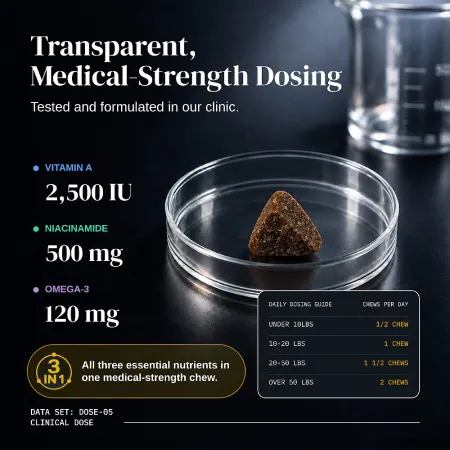 Transparent,
Medical-Strength Dosing
Tested and formulated in our clinic.
VITAMIN A
2,500 IU
NIACINAMIDE
500 mg
OMEGA-3
120 mg
3
IN 1
All three essential nutrients in
one medical-strength chew.
DAILY DOSING GUIDE CHEWS PER DAY
UNDER 10LBS 1/2 CHEW
10-20 LBS 1 CHEW
20-50 LBS 1 1/2 CHEWS
OVER 50 LBS 2 CHEWS
DATA SET: DOSE-05
CLINICAL DOSE